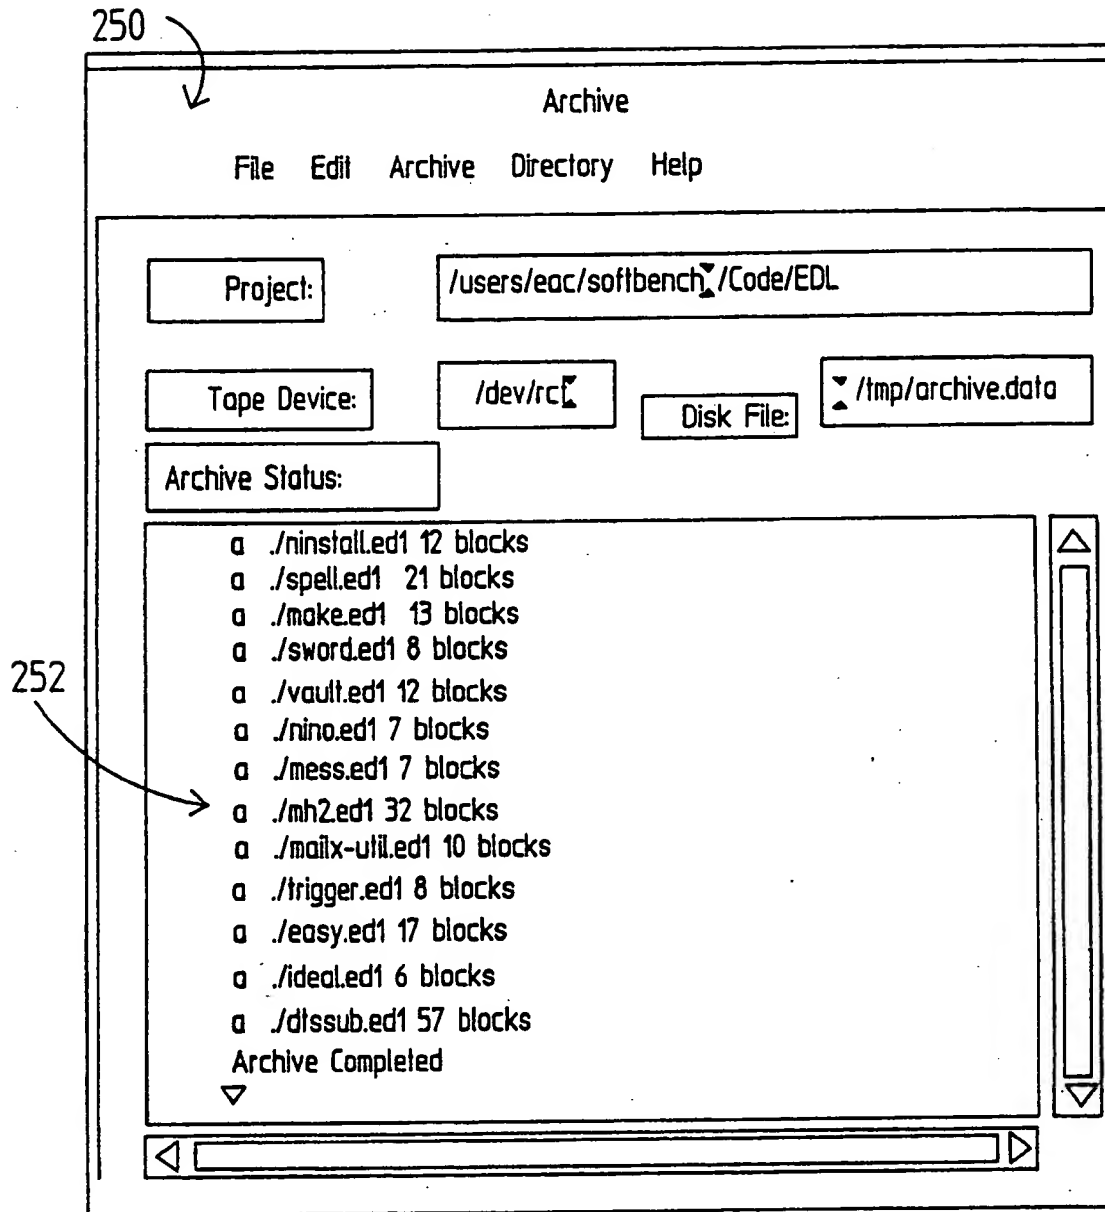 250
Archive
File Edit Archive Directory Help
Project: /users/eac/softbench /Code/EDL
Tape Device: /dev/rct Disk File: /tmp/archive.data
Archive Status:
a ./ninstall.ed1 12 blocks
a ./spell.ed1 21 blocks
a ./make.ed1 13 blocks
a ./sword.ed1 8 blocks
252
a ./vault.ed1 12 blocks
a ./nino.ed1 7 blocks
a ./mess.ed1 7 blocks
a ./mh2.ed1 32 blocks
a ./mailx-util.ed1 10 blocks
a ./trigger.ed1 8 blocks
a ./easy.ed1 17 blocks
a ./ideal.ed1 6 blocks
a ./dtssub.ed1 57 blocks
Archive Completed